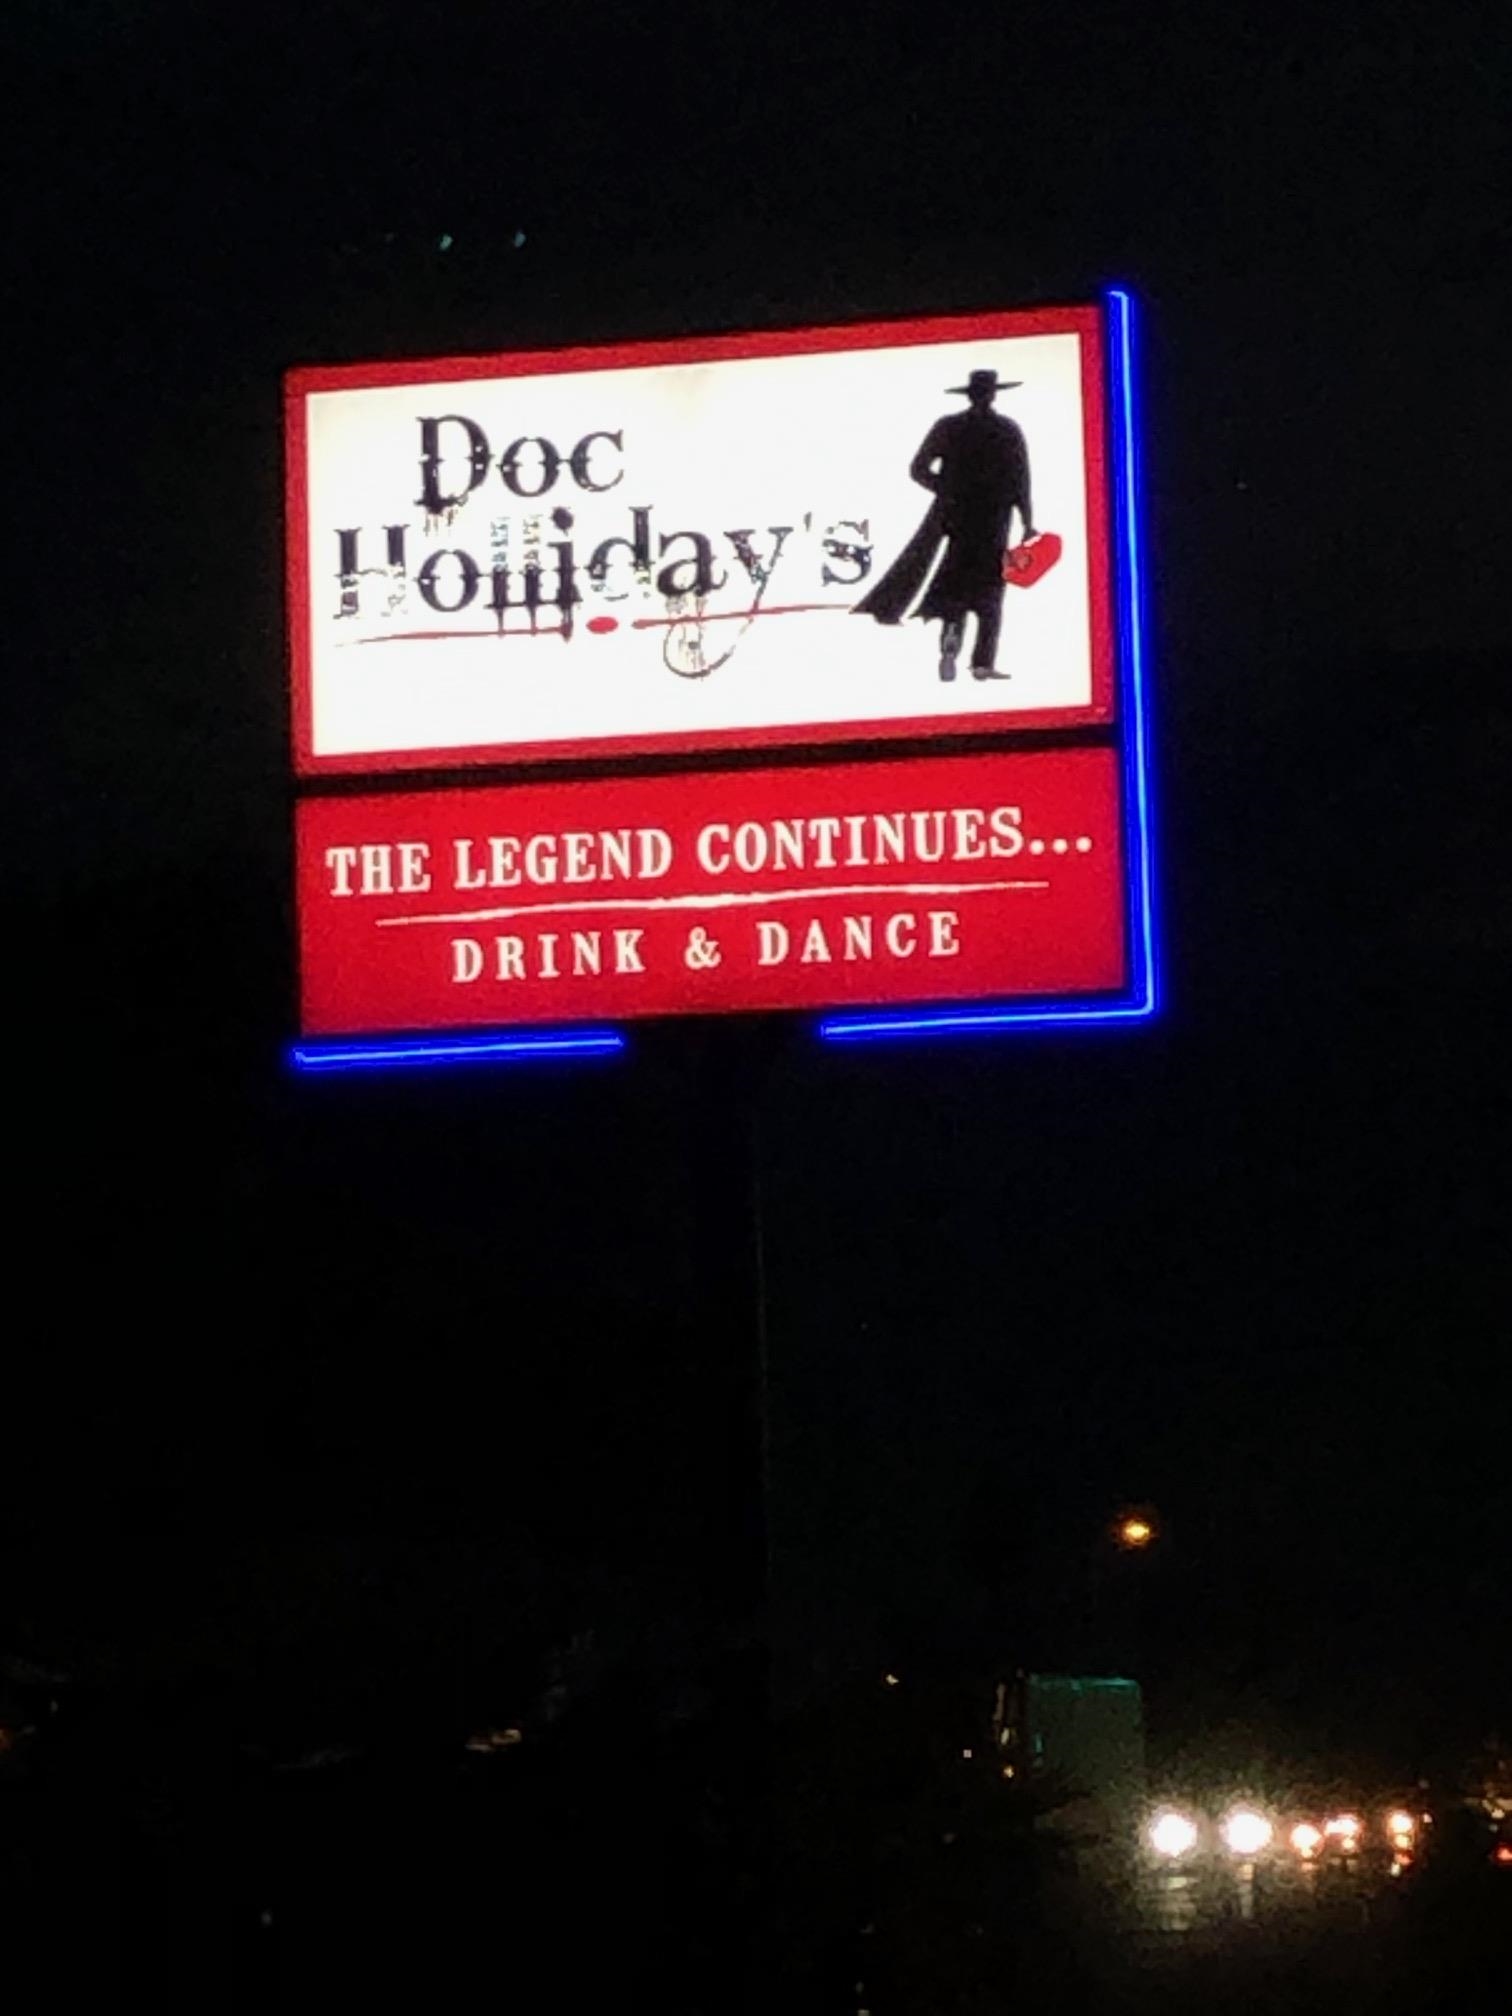 Doc
Holliday's
THE LEGEND CONTINUES...
DRINK & DANCE